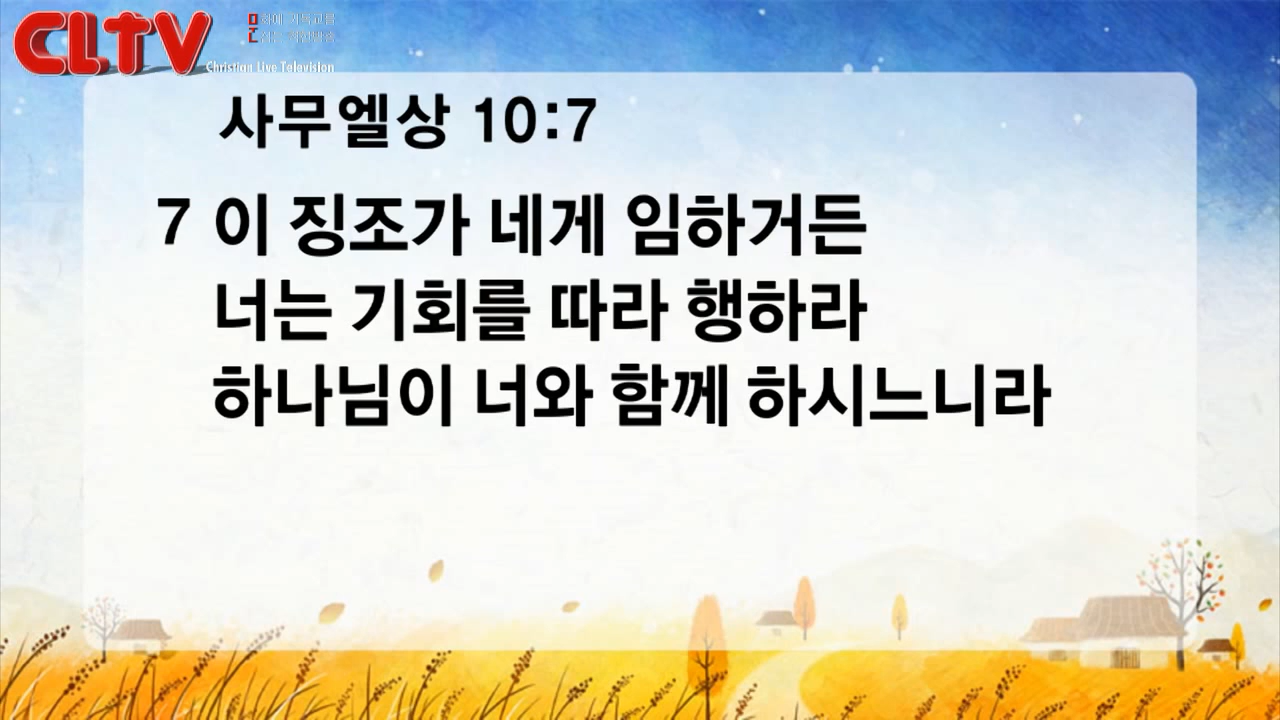 CLTV
Christian Live Television
사무엘상 10:7
7 이 징조가 네게 임하거든
너는 기회를 따라 행하라
하나님이 너와 함께 하시느니라